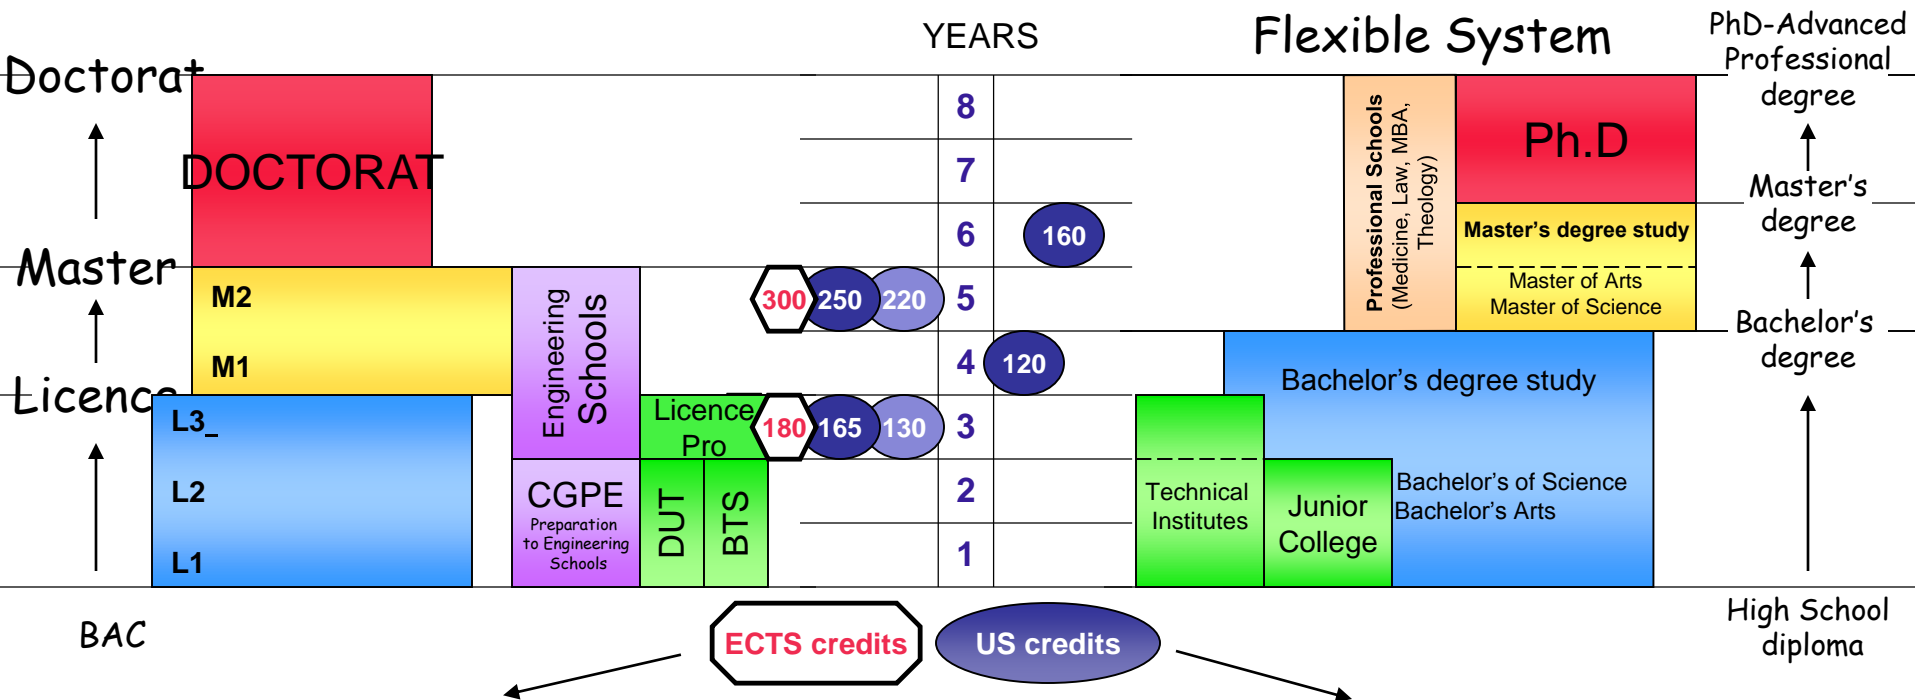 YEARS
Flexible System
PhD-Advanced
Professional
degree
Doctorat
DOCTORAT
8
7
6
160
Professional Schools
(Medicine, Law, MBA,
Theology)
Ph.D
Master's
degree
Master's degree study
Master of Arts
Master of Science
Master
M2
M1
Engineering
Schools
300
250
220
5
4
120
Bachelor's
degree
Bachelor's degree study
Licence
L3_
L2
L1
Licence
Pro
180
165
130
3
2
1
CGPE
Preparation
to Engineering
Schools
DUT
BTS
Technical
Institutes
Junior
College
Bachelor's of Science
Bachelor's Arts
BAC
ECTS credits
US credits
High School
diploma